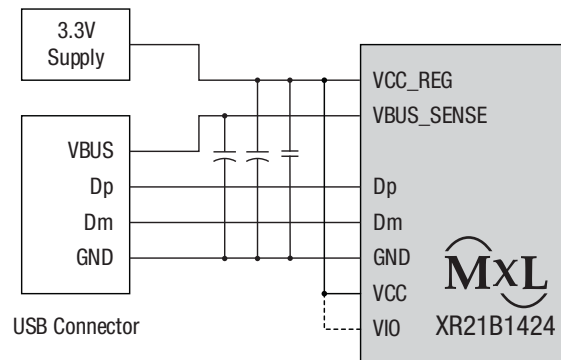 3.3V
Supply
VCC_REG
VBUS_SENSE
VBUS
Dp
Dp
Dm
Dm
GND
GND
MxL
VCC
USB Connector
VIO
XR21B1424